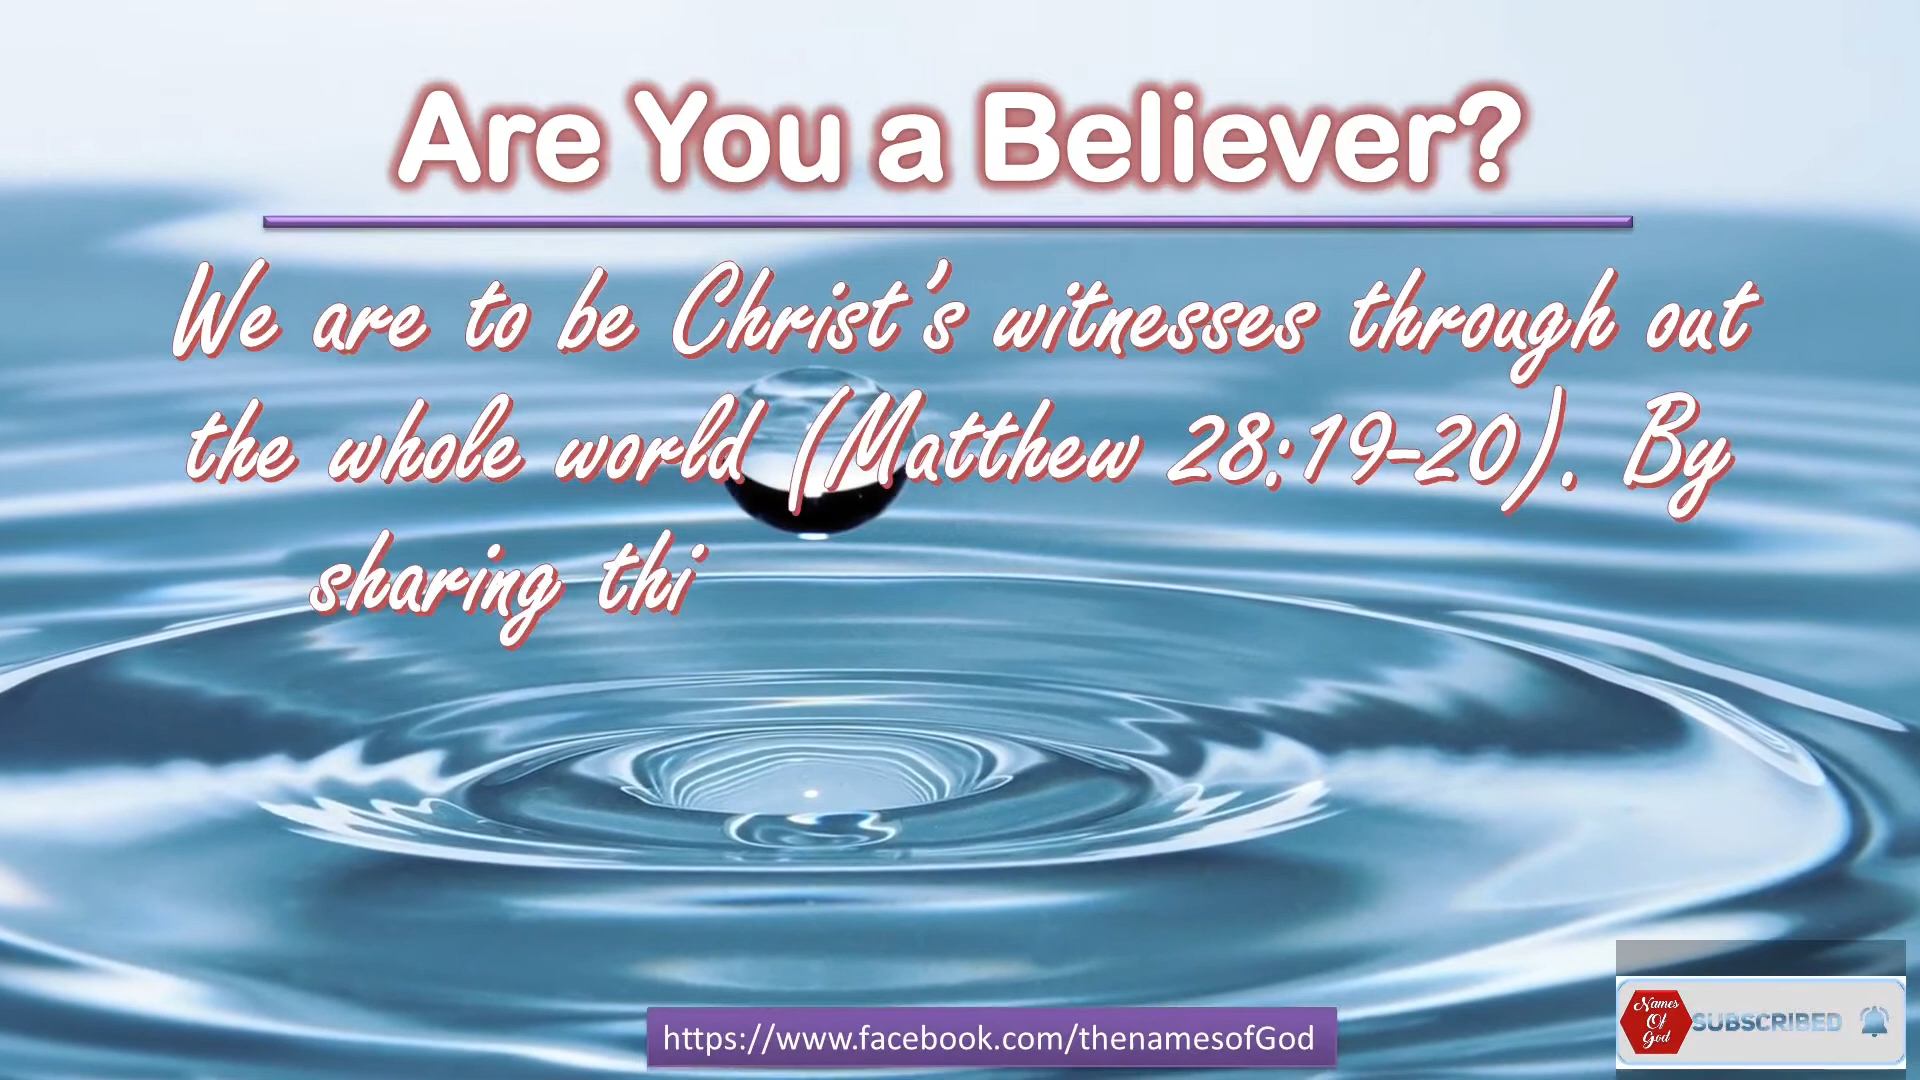 Are You a Believer?
We are to be Christ's witnesses through out
the whole world (Matthew 28:19-20). By
sharing thi
https://www.facebook.com/thenamesofGod
Names
Of
God
SUBSCRIBED